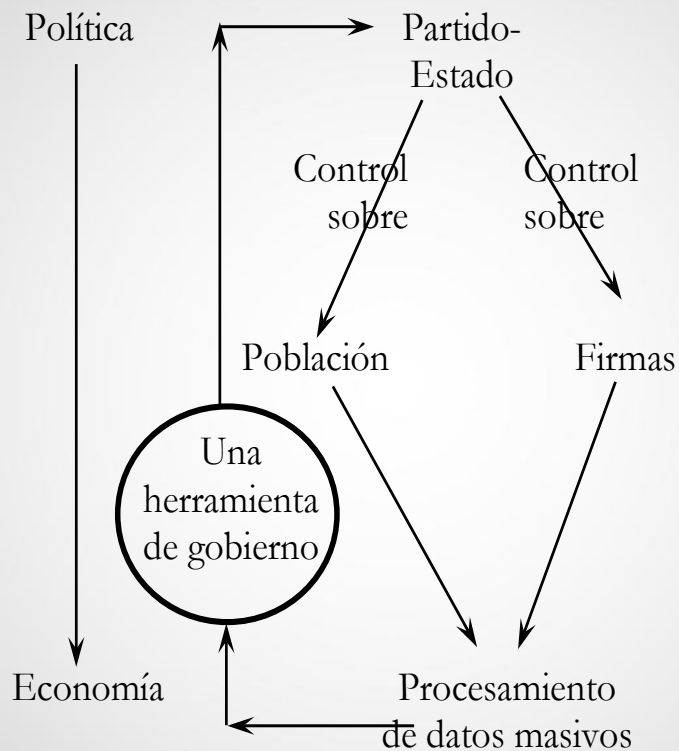 Política
Partido-
Estado
Control
sobre
Control
sobre
Población
Firmas
Una
herramienta
de gobierno
Economía
Procesamiento
de datos masivos